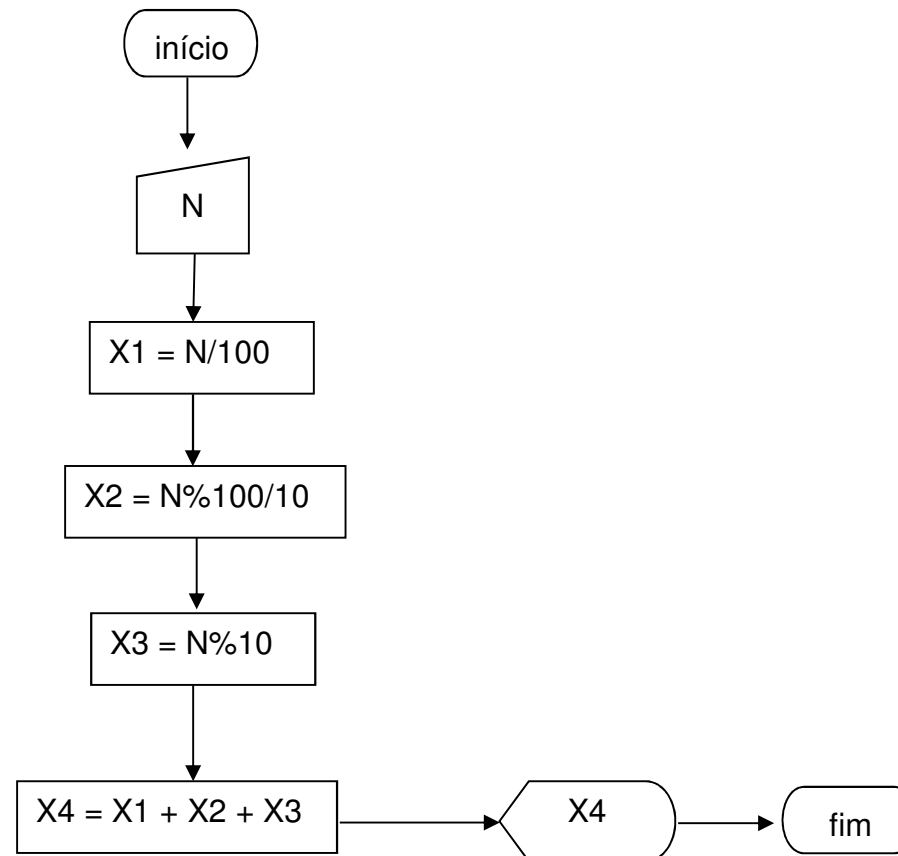 início
N
X1 = N/100
X2 = N%100/10
X3 = N%10
X4 = X1 + X2 + X3
X4
fim